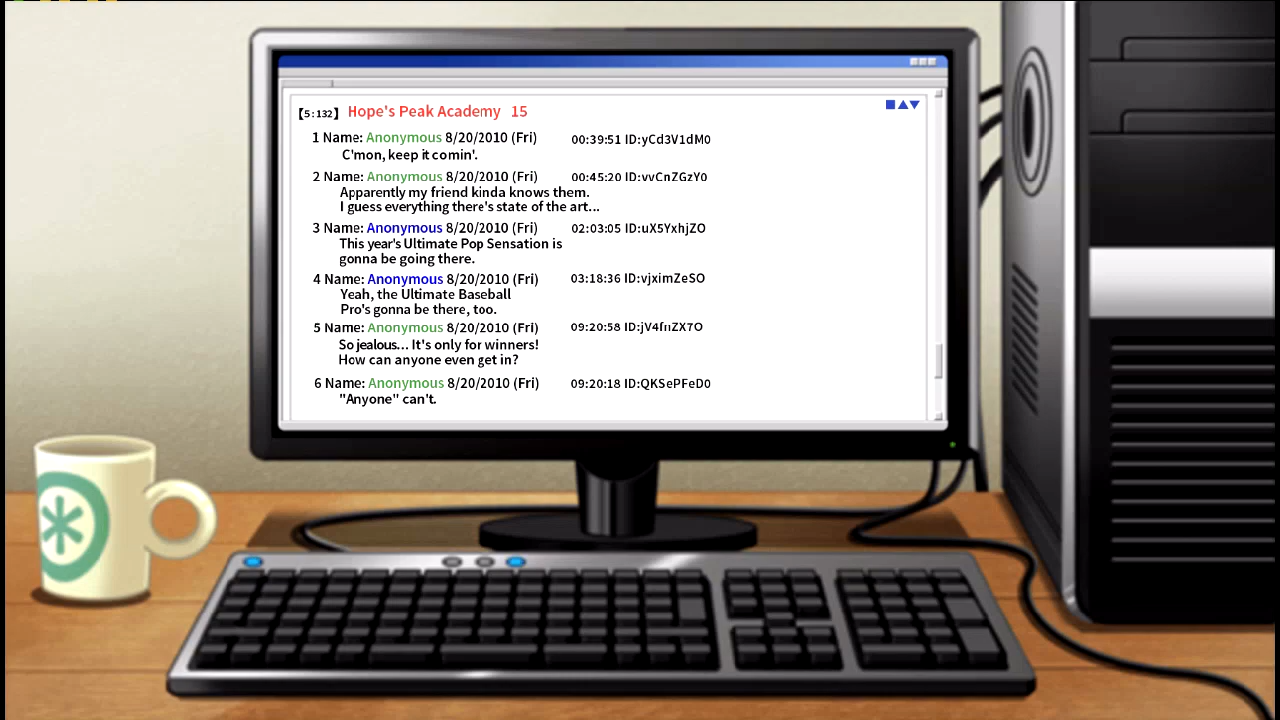 【5:132】 Hope's Peak Academy 15
1 Name: Anonymous 8/20/2010 (Fri) 00:39:51 ID:yCd3V1dM0
C'mon, keep it comin'.
2 Name: Anonymous 8/20/2010 (Fri) 00:45:20 ID:vvCnZGzY0
Apparently my friend kinda knows them.
I guess everything there's state of the art...
3 Name: Anonymous 8/20/2010 (Fri) 02:03:05 ID:uX5YxhjZO
This year's Ultimate Pop Sensation is
gonna be going there.
4 Name: Anonymous 8/20/2010 (Fri) 03:18:36 ID:vjximZeSO
Yeah, the Ultimate Baseball
Pro's gonna be there, too.
5 Name: Anonymous 8/20/2010 (Fri) 09:20:58 ID:jV4fnZX7O
So jealous... It's only for winners!
How can anyone even get in?
6 Name: Anonymous 8/20/2010 (Fri) 09:20:18 ID:QKSePFeD0
"Anyone" can't.